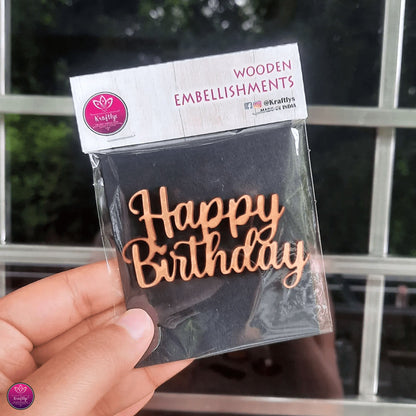 WOODEN
EMBELLISHMENTS
@Kraftlys
MADE IN INDIA
Kraftlys
Happy
Birthday
Kraftlys